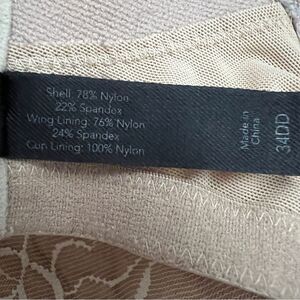 Shell: 78% Nylon
22% Spandex
Wing Lining: 76% Nylon
24% Spandex
Cup Lining: 100% Nylon
Made in
China
34DD